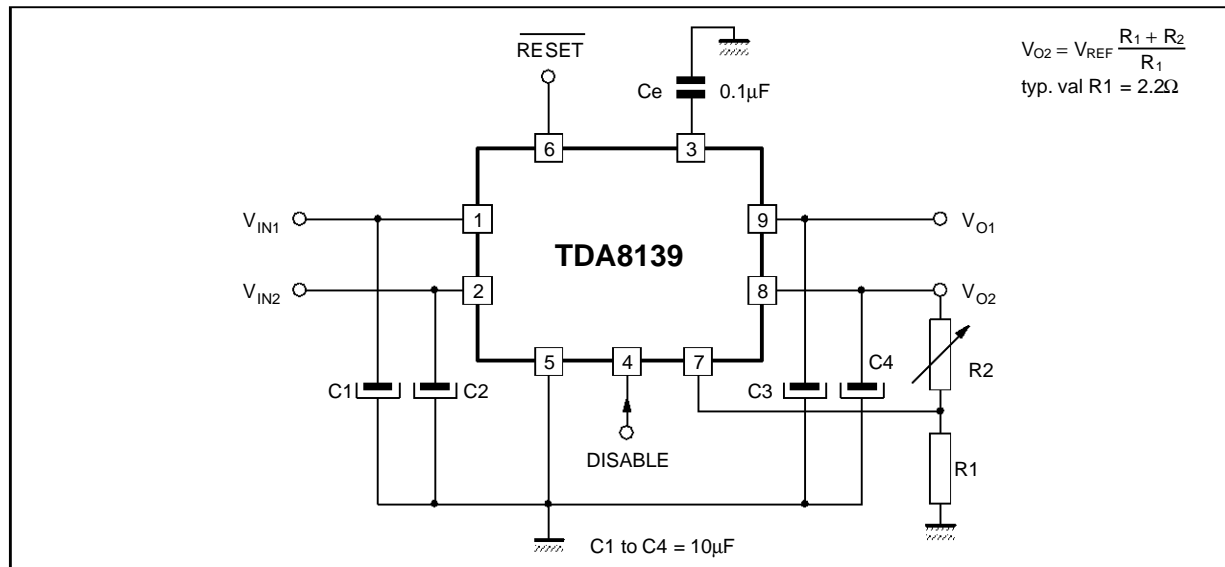 RESET
Ce 0.1µF
V_O2 = V_REF (R1 + R2) / R1
typ. val R1 = 2.2Ω
6
3
V_IN1
1
9
V_O1
TDA8139
V_IN2
2
8
V_O2
5
4
7
C1
C2
C3
C4
R2
DISABLE
R1
C1 to C4 = 10µF